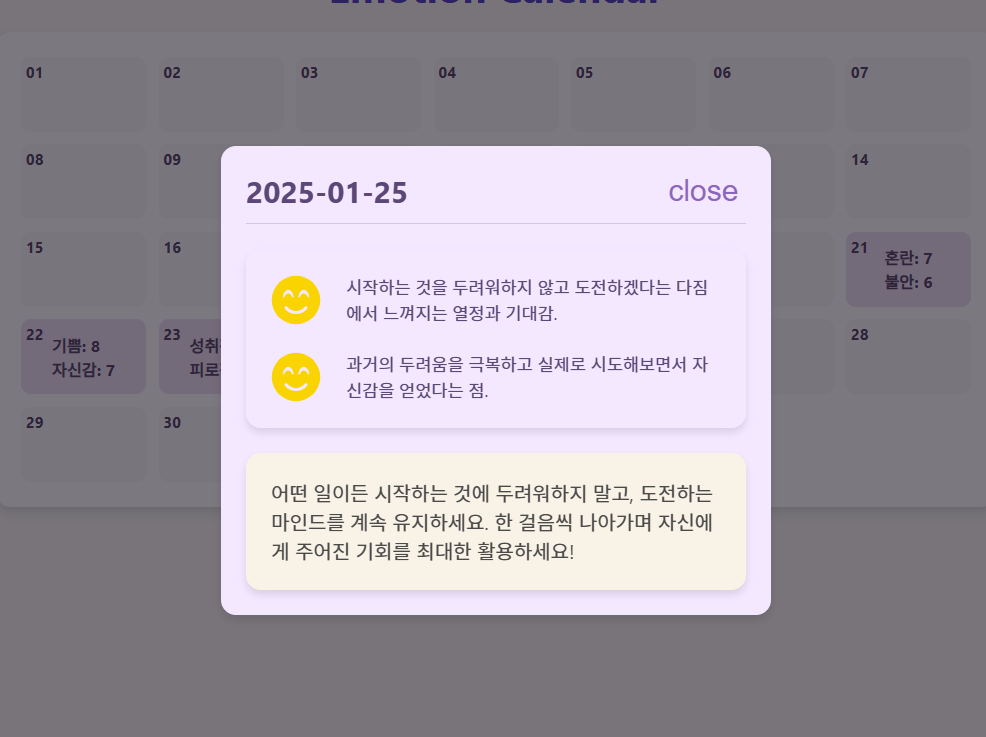 Emotion Calendar
01 02 03 04 05 06 07
08 09 14
15 16 21 혼란: 7
불안: 6
22 기쁨: 8 23 28
자신감: 7
29 30
2025-01-25 close
시작하는 것을 두려워하지 않고 도전하겠다는 다짐
에서 느껴지는 열정과 기대감.
과거의 두려움을 극복하고 실제로 시도해보면서 자
신감을 얻었다는 점.
어떤 일이든 시작하는 것에 두려워하지 말고, 도전하는
마인드를 계속 유지하세요. 한 걸음씩 나아가며 자신에
게 주어진 기회를 최대한 활용하세요!